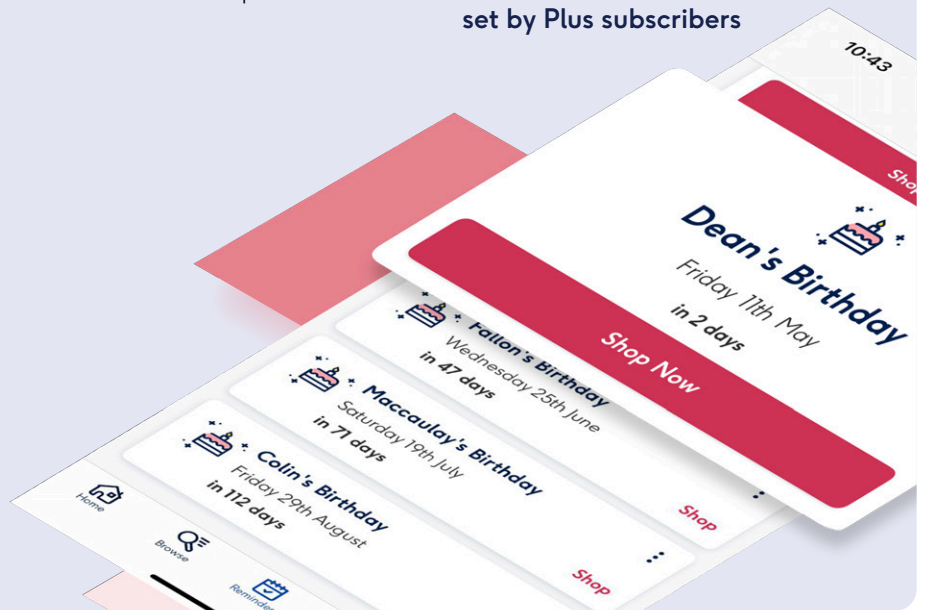 set by Plus subscribers
10:43
Shop
Dean's Birthday
Friday 11th May
in 2 days
Shop Now
Fallon's Birthday
Wednesday 25th June
in 47 days
Shop
Maccaulay's Birthday
Saturday 19th July
in 71 days
Shop
Colin's Birthday
Friday 29th August
in 112 days
Home
Browse